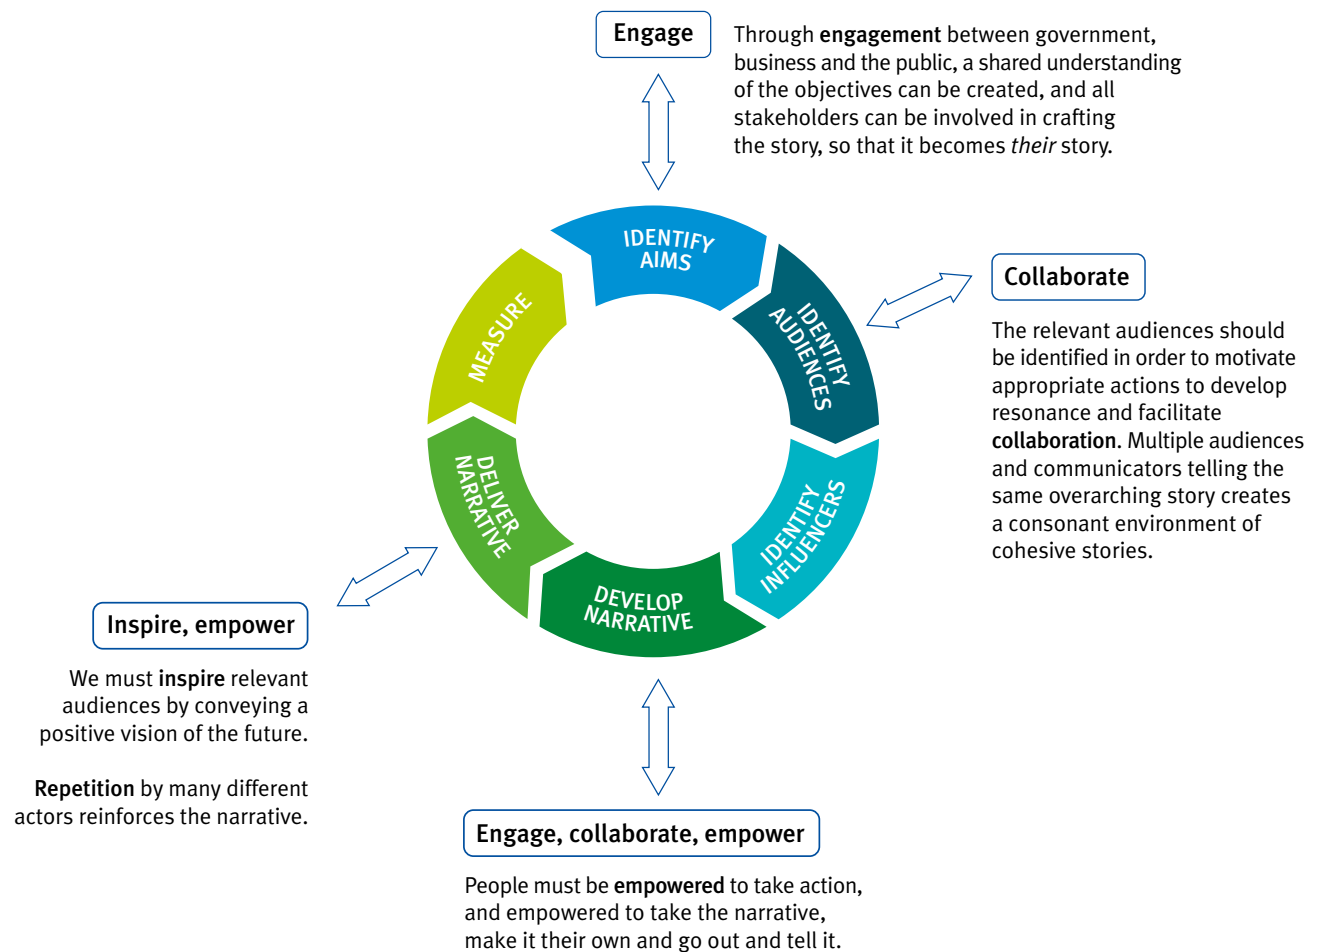 Engage
Through engagement between government,
business and the public, a shared understanding
of the objectives can be created, and all
stakeholders can be involved in crafting
the story, so that it becomes their story.
IDENTIFY
AIMS
IDENTIFY
AUDIENCES
IDENTIFY
INFLUENCERS
DEVELOP
NARRATIVE
DELIVER
NARRATIVE
MEASURE
Collaborate
The relevant audiences should
be identified in order to motivate
appropriate actions to develop
resonance and facilitate
collaboration. Multiple audiences
and communicators telling the
same overarching story creates
a consonant environment of
cohesive stories.
Inspire, empower
We must inspire relevant
audiences by conveying a
positive vision of the future.
Repetition by many different
actors reinforces the narrative.
Engage, collaborate, empower
People must be empowered to take action,
and empowered to take the narrative,
make it their own and go out and tell it.